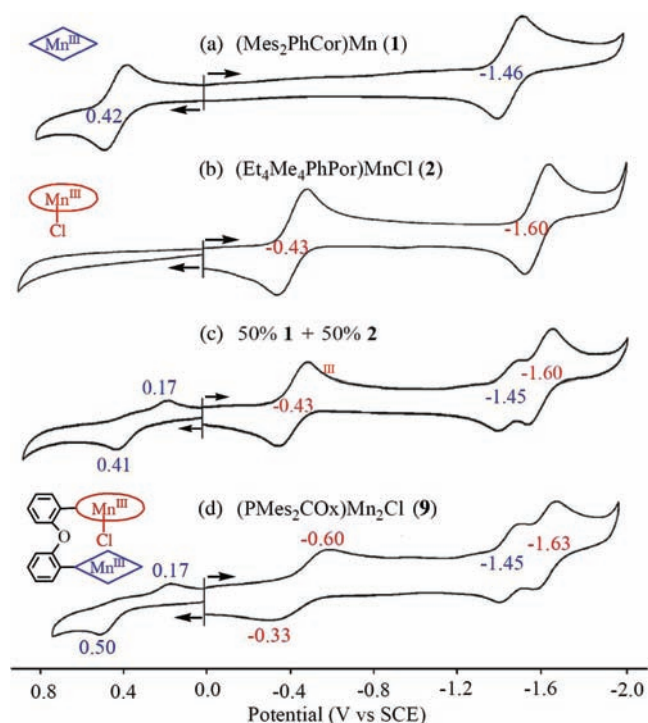 Mn^III
(a) (Mes₂PhCor)Mn (1)
-1.46
0.42
(b) (Et₄Me₄PhPor)MnCl (2)
Mn^III
Cl
-0.43
-1.60
(c) 50% 1 + 50% 2
0.17
III
-1.60
-0.43
-1.45
0.41
Mn^III
(d) (PMes₂COx)Mn₂Cl (9)
Cl
O
-0.60
0.17
-1.45
-1.63
Mn^III
0.50
-0.33
0.8 0.4 0.0 -0.4 -0.8 -1.2 -1.6 -2.0
Potential (V vs SCE)